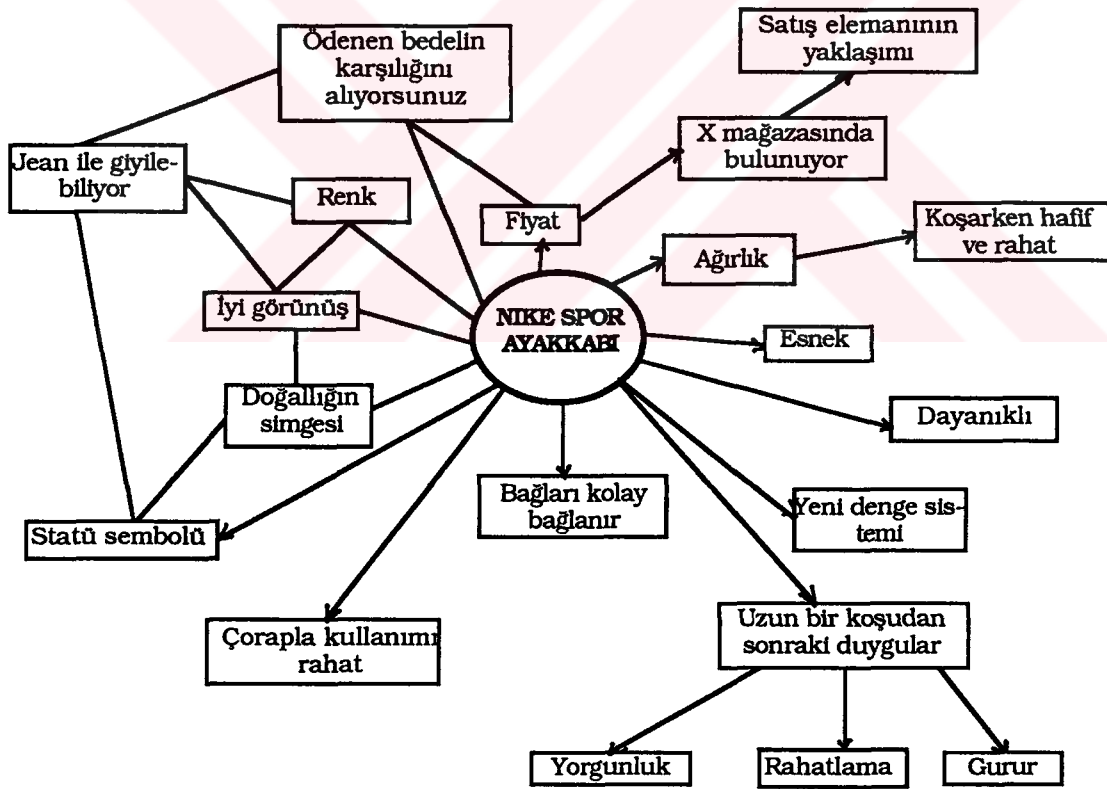 Ödenen bedelin
karşılığını
alıyorsunuz
Satış elemanının
yaklaşımı
Jean ile giyile-
biliyor
X mağazasında
bulunuyor
Renk
Fiyat
Ağırlık
Koşarken hafif
ve rahat
İyi görünüş
NIKE SPOR
AYAKKABI
Esnek
Doğallığın
simgesi
Dayanıklı
Bağları kolay
bağlanır
Yeni denge sis-
temi
Statü sembolü
Çorapla kullanımı
rahat
Uzun bir koşudan
sonraki duygular
Yorgunluk
Rahatlama
Gurur